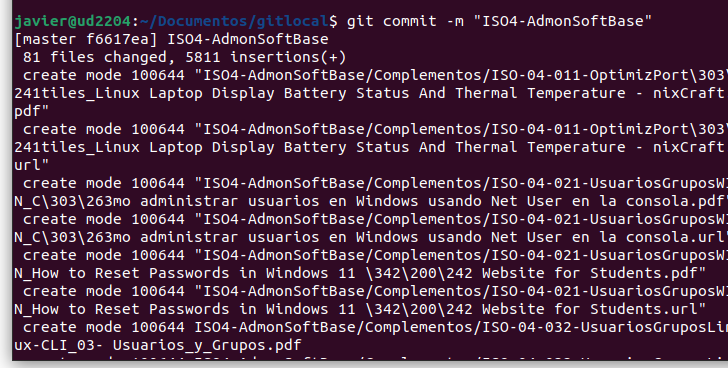 javier@ud2204:~/Documentos/gitlocal$ git commit -m "ISO4-AdmonSoftBase"
[master f6617ea] ISO4-AdmonSoftBase
 81 files changed, 5811 insertions(+)
 create mode 100644 "ISO4-AdmonSoftBase/Complementos/ISO-04-011-OptimizPort\303\
241tiles_Linux Laptop Display Battery Status And Thermal Temperature - nixCraft.
pdf"
 create mode 100644 "ISO4-AdmonSoftBase/Complementos/ISO-04-011-OptimizPort\303\
241tiles_Linux Laptop Display Battery Status And Thermal Temperature - nixCraft.
url"
 create mode 100644 "ISO4-AdmonSoftBase/Complementos/ISO-04-021-UsuariosGruposWI
N_C\303\263mo administrar usuarios en Windows usando Net User en la consola.pdf"
 create mode 100644 "ISO4-AdmonSoftBase/Complementos/ISO-04-021-UsuariosGruposWI
N_C\303\263mo administrar usuarios en Windows usando Net User en la consola.url"
 create mode 100644 "ISO4-AdmonSoftBase/Complementos/ISO-04-021-UsuariosGruposWI
N_How to Reset Passwords in Windows 11 \342\200\242 Website for Students.pdf"
 create mode 100644 "ISO4-AdmonSoftBase/Complementos/ISO-04-021-UsuariosGruposWI
N_How to Reset Passwords in Windows 11 \342\200\242 Website for Students.url"
 create mode 100644 ISO4-AdmonSoftBase/Complementos/ISO-04-032-UsuariosGruposLin
ux-CLI_03- Usuarios_y_Grupos.pdf